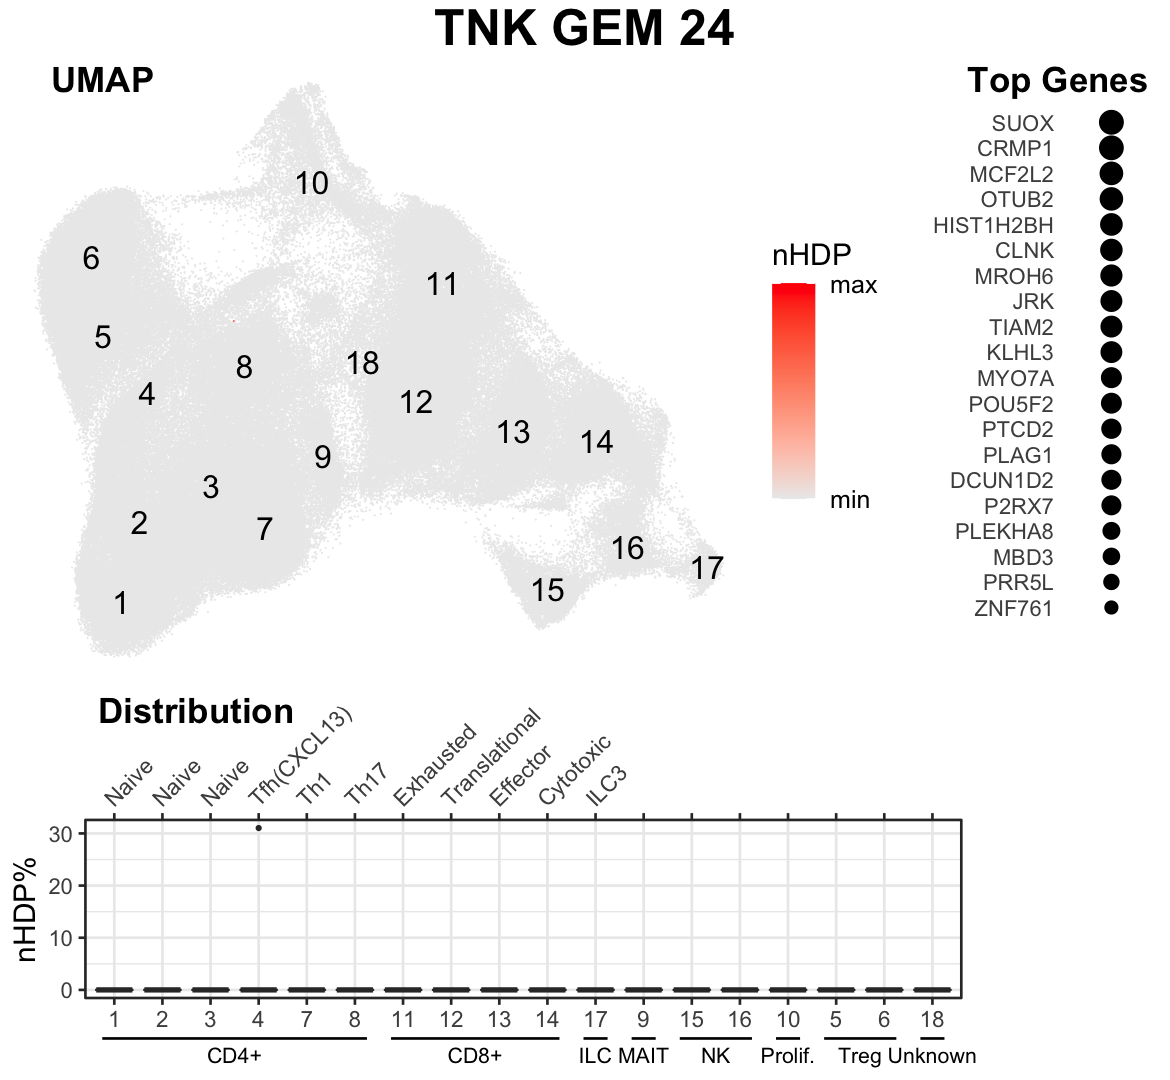 TNK GEM 24
UMAP
Top Genes
10
6
11
5
8
18
4
12
13
14
9
3
2
7
16
17
15
1
nHDP
max
min
SUOX
CRMP1
MCF2L2
OTUB2
HIST1H2BH
CLNK
MROH6
JRK
TIAM2
KLHL3
MYO7A
POU5F2
PTCD2
PLAG1
DCUN1D2
P2RX7
PLEKHA8
MBD3
PRR5L
ZNF761
Distribution
Naive
Naive
Naive
Tfh(CXCL13)
Th1
Th17
Exhausted
Translational
Effector
Cytotoxic
ILC3
nHDP%
30
20
10
0
1 2 3 4 7 8 11 12 13 14 17 9 15 16 10 5 6 18
CD4+ CD8+ ILC MAIT NK Prolif. Treg Unknown